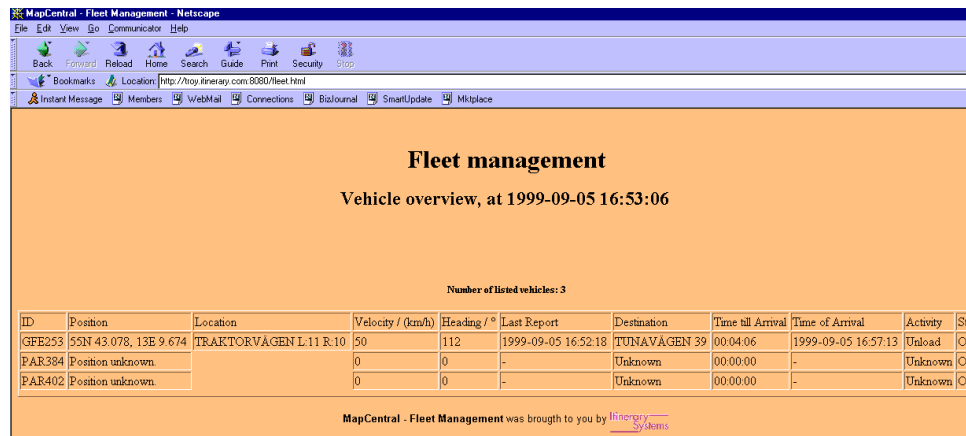 MapCentral - Fleet Management - Netscape
File Edit View Go Communicator Help
Back Forward Reload Home Search Guide Print Security Stop
Bookmarks Location: http://troy.itinerary.com:8080/fleet.html
Instant Message Members WebMail Connections BizJournal SmartUpdate Mktplace
Fleet management
Vehicle overview, at 1999-09-05 16:53:06
Number of listed vehicles: 3
ID Position Location Velocity / (km/h) Heading / ° Last Report Destination Time till Arrival Time of Arrival Activity
GFE253 55N 43.078, 13E 9.674 TRAKTORVÄGEN L:11 R:10 50 112 1999-09-05 16:52:18 TUNAVÄGEN 39 00:04:06 1999-09-05 16:57:13 Unload
PAR384 Position unknown. 0 0 - Unknown 00:00:00 - Unknown
PAR402 Position unknown. 0 0 - Unknown 00:00:00 - Unknown
MapCentral - Fleet Management was brougth to you by Itinerary Systems